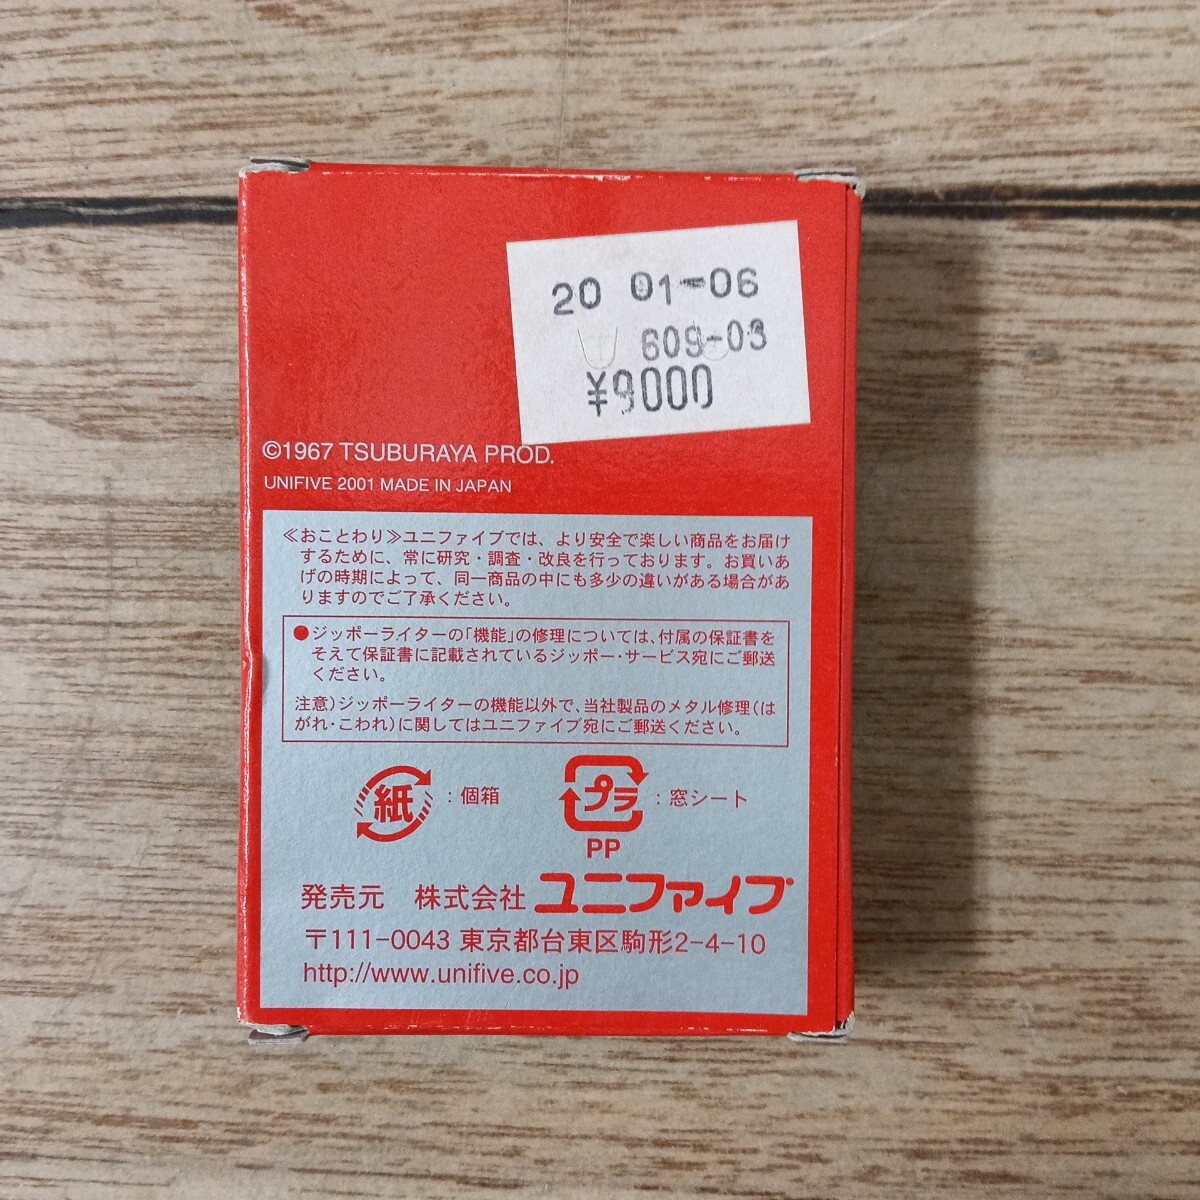 20 01-06
609-03
¥9000
©1967 TSUBURAYA PROD.
UNIFIVE 2001 MADE IN JAPAN
≪おことわり≫ユニファイブでは、より安全で楽しい商品をお届け
するために、常に研究・調査・改良を行っております。お買いあ
げの時期によって、同一商品の中にも多少の違いがある場合があ
りますのでご了承ください。
●ジッポーライターの「機能」の修理については、付属の保証書を
そえて保証書に記載されているジッポー・サービス宛にご郵送
ください。
注意)ジッポーライターの機能以外で、当社製品のメタル修理(は
がれ・こわれ)に関してはユニファイブ宛にご郵送ください。
紙 : 個箱
プラ : 窓シート
PP
発売元 株式会社 ユニファイブ
〒111-0043 東京都台東区駒形2-4-10
http://www.unifive.co.jp